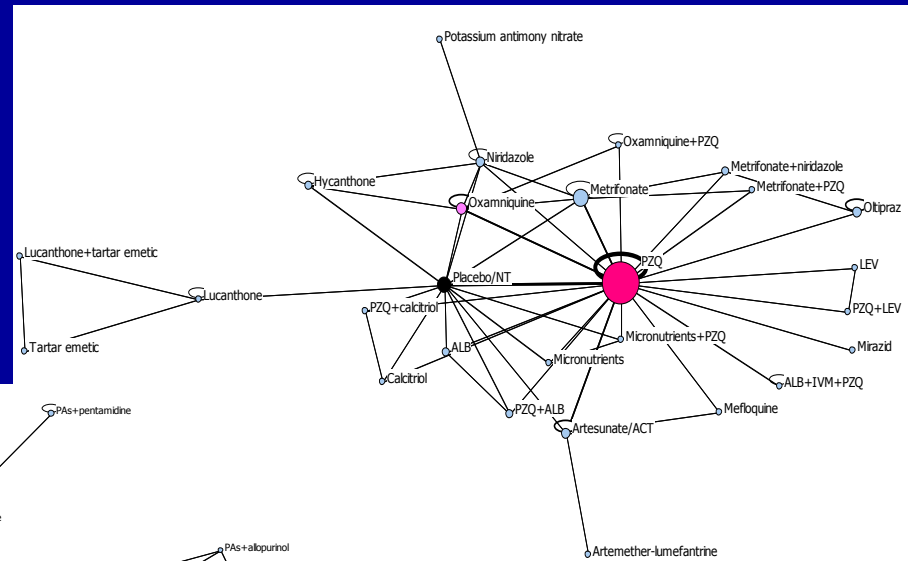 Potassium antimony nitrate
Oxamniquine+PZQ
Niridazole
Metrifonate+niridazole
Hycanthone
Metrifonate
Metrifonate+PZQ
Oxamniquine
Oltipraz
Lucanthone+tartar emetic
PZQ
LEV
Placebo/NT
Lucanthone
PZQ+calcitriol
PZQ+LEV
Micronutrients+PZQ
Tartar emetic
ALB
Mirazid
Micronutrients
Calcitriol
ALB+IVM+PZQ
PAs+pentamidine
PZQ+ALB
Mefloquine
Artesunate/ACT
PAs+allopurinol
Artemether-lumefantrine